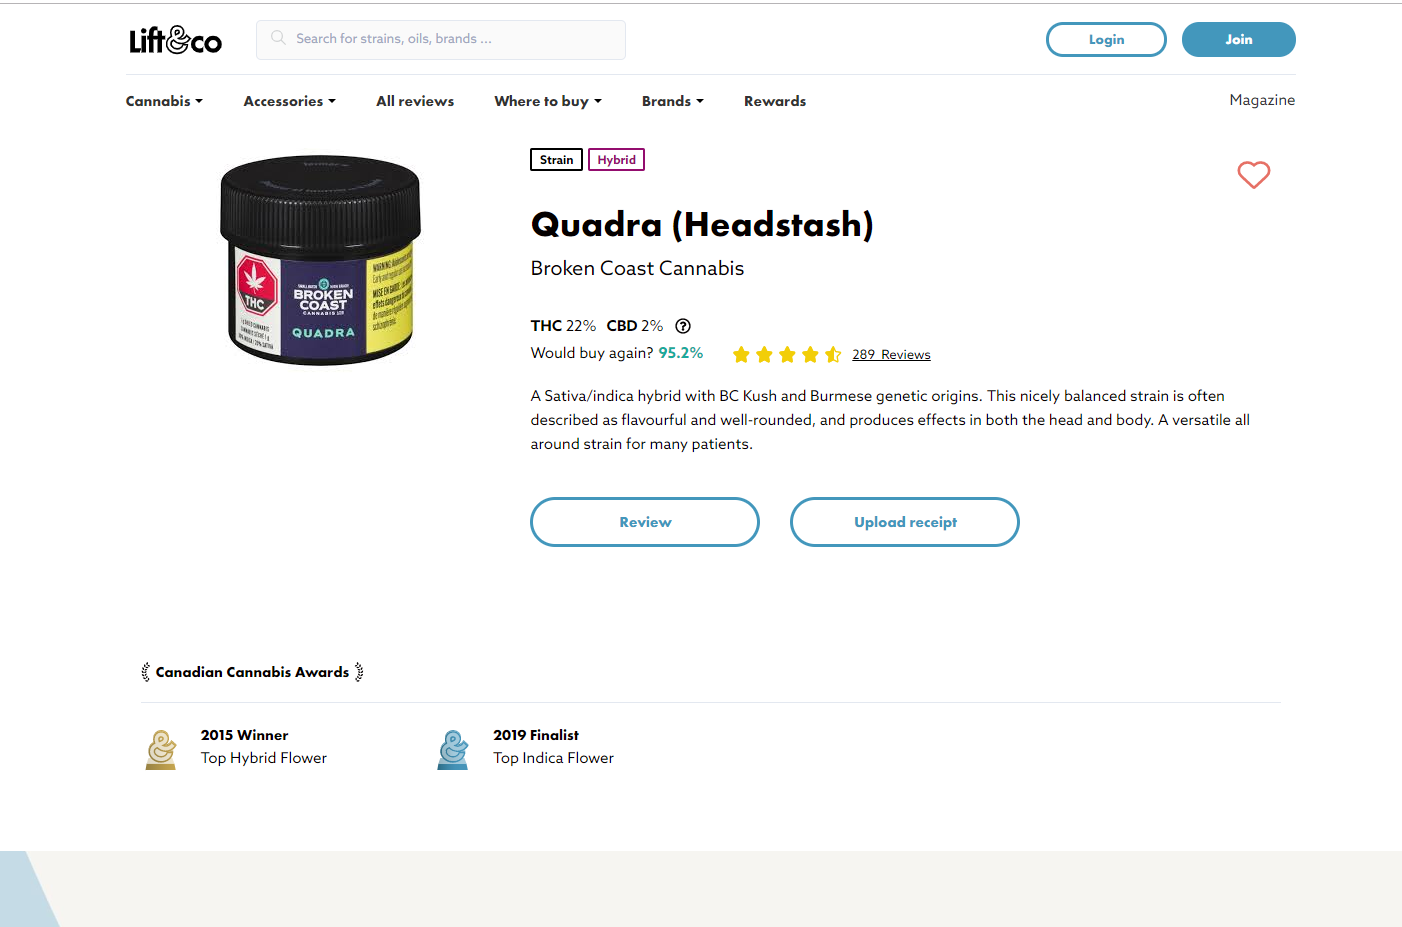 Lift&co
Search for strains, oils, brands ...
Login
Join
Cannabis
Accessories
All reviews
Where to buy
Brands
Rewards
Magazine
Strain
Hybrid
Quadra (Headstash)
Broken Coast Cannabis
THC 22% CBD 2% ?
Would buy again? 95.2%
289 Reviews
A Sativa/indica hybrid with BC Kush and Burmese genetic origins. This nicely balanced strain is often
described as flavourful and well-rounded, and produces effects in both the head and body. A versatile all
around strain for many patients.
Review
Upload receipt
THC
BROKEN
COAST
CANNABIS
QUADRA
WARNING:
MISE EN GARDE:
Canadian Cannabis Awards
2015 Winner
Top Hybrid Flower
2019 Finalist
Top Indica Flower